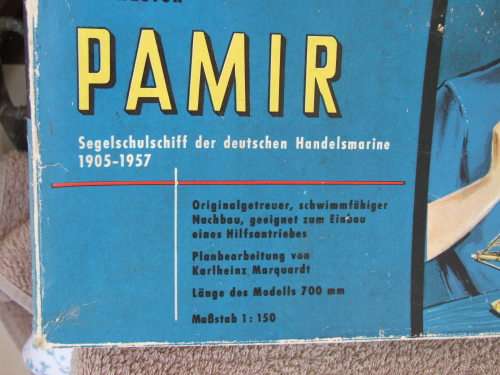 PAMIR
Segelschulschiff der deutschen Handelsmarine
1905-1957
Originalgetreuer, schwimmfähiger
Nachbau, geeignet zum Einbau
eines Hilfsantriebes
Planbearbeitung von
Karlheinz Marquardt
Länge des Modells 700 mm
Maßstab 1 : 150